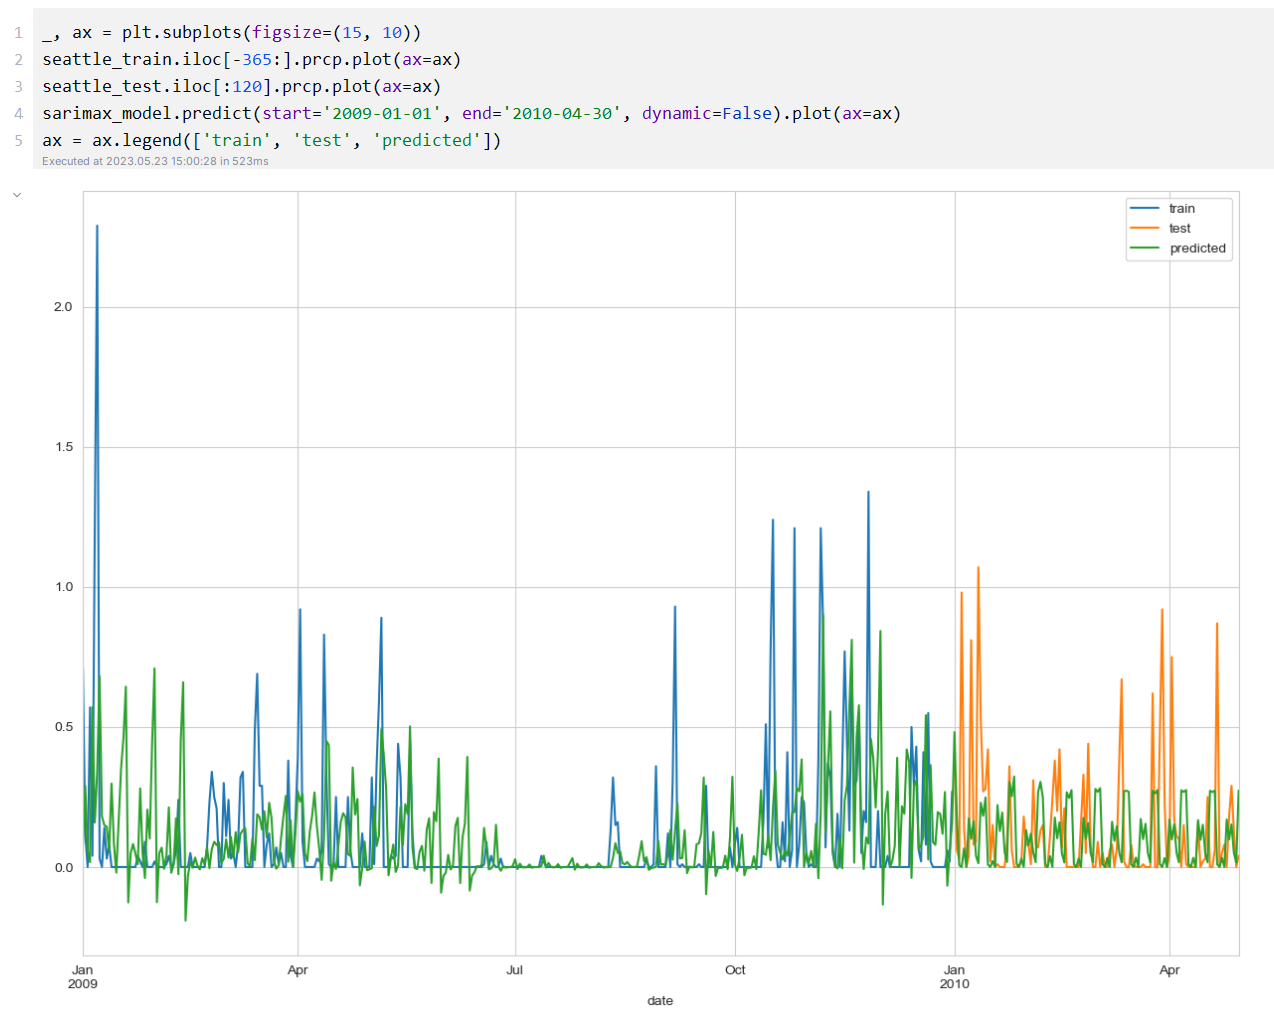 1 _, ax = plt.subplots(figsize=(15, 10))
2 seattle_train.iloc[-365:].prcp.plot(ax=ax)
3 seattle_test.iloc[:120].prcp.plot(ax=ax)
4 sarimax_model.predict(start='2009-01-01', end='2010-04-30', dynamic=False).plot(ax=ax)
5 ax = ax.legend(['train', 'test', 'predicted'])
Executed at 2023.05.23 15:00:28 in 523ms
train
test
predicted
2.0
1.5
1.0
0.5
0.0
Jan Apr Jul Oct Jan Apr
2009 2010
date